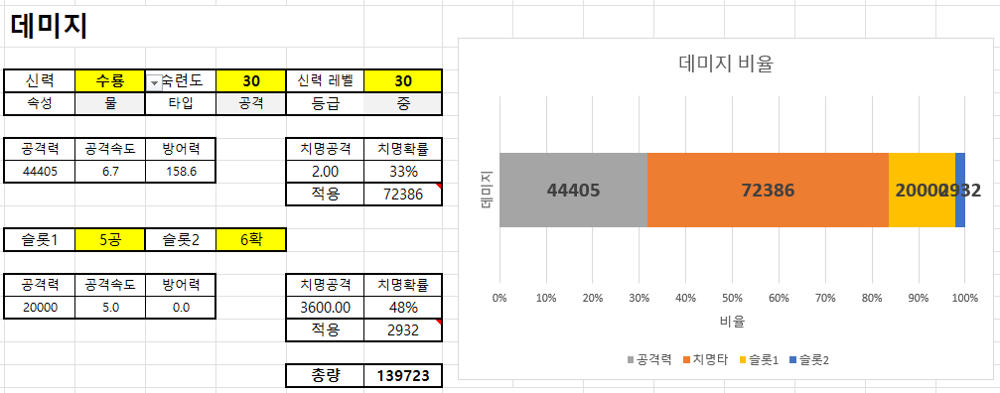 데미지
신력 수룡 숙련도 30 신력 레벨 30
속성 물 타입 공격 등급 중
공격력 공격속도 방어력 치명공격 치명확률
44405 6.7 158.6 2.00 33%
적용 72386
슬롯1 5공 슬롯2 6확
공격력 공격속도 방어력 치명공격 치명확률
20000 5.0 0.0 3600.00 48%
적용 2932
총량 139723
데미지 비율
데미지
44405 72386 20000 2932
0% 10% 20% 30% 40% 50% 60% 70% 80% 90% 100%
비율
공격력 치명타 슬롯1 슬롯2